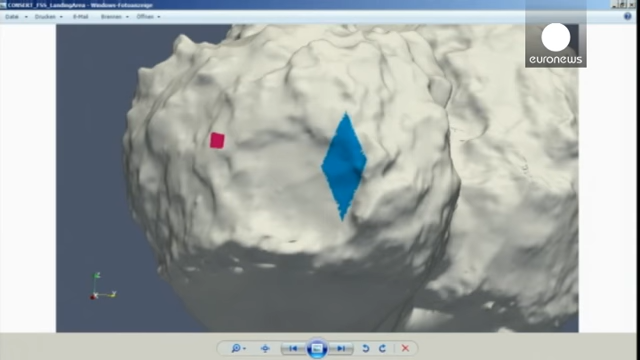 CONSERT_FSS_LandingArea - Windows-Fotoanzeige
Datei Drucken E-Mail Brennen Öffnen
euronews